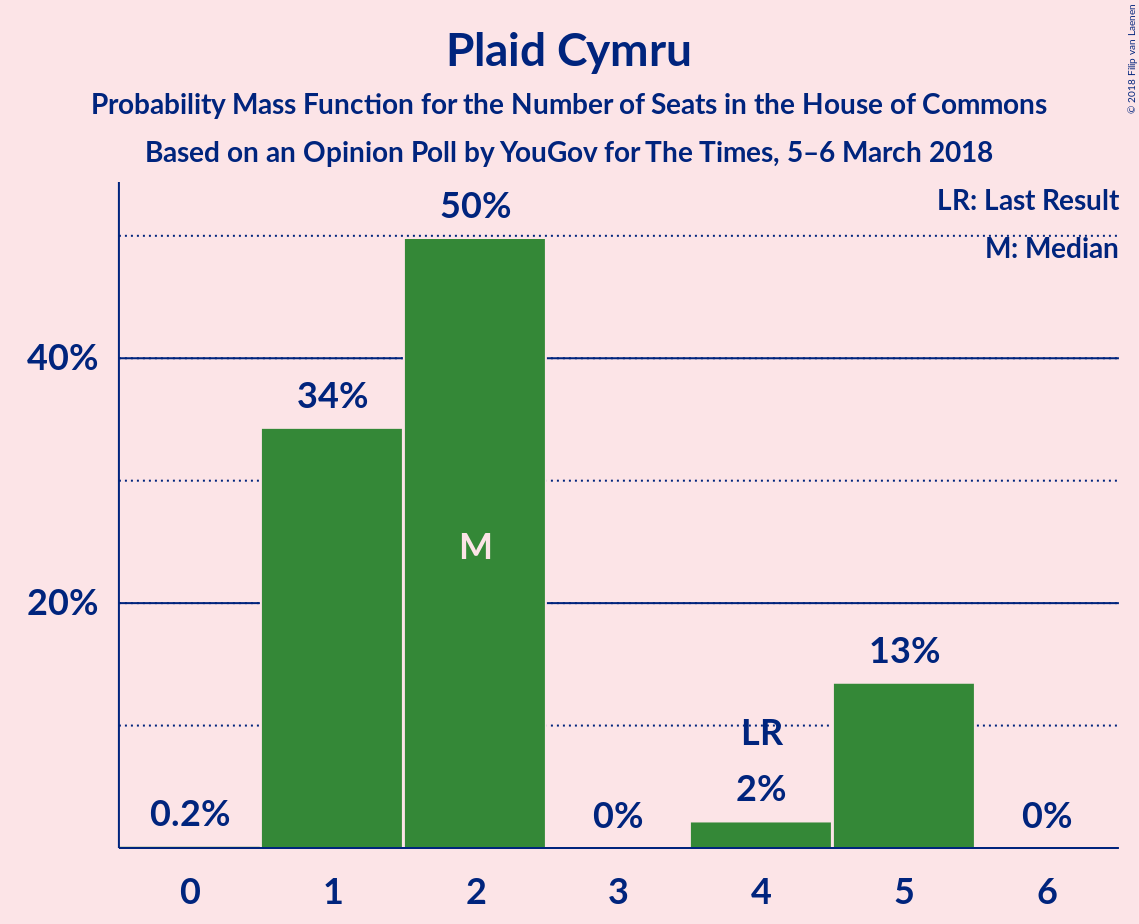 Plaid Cymru
Probability Mass Function for the Number of Seats in the House of Commons
Based on an Opinion Poll by YouGov for The Times, 5–6 March 2018
© 2018 Filip van Laenen
LR: Last Result
M: Median
50%
40%
34%
M
20%
13%
LR
2%
0.2%
0%
0%
0 1 2 3 4 5 6